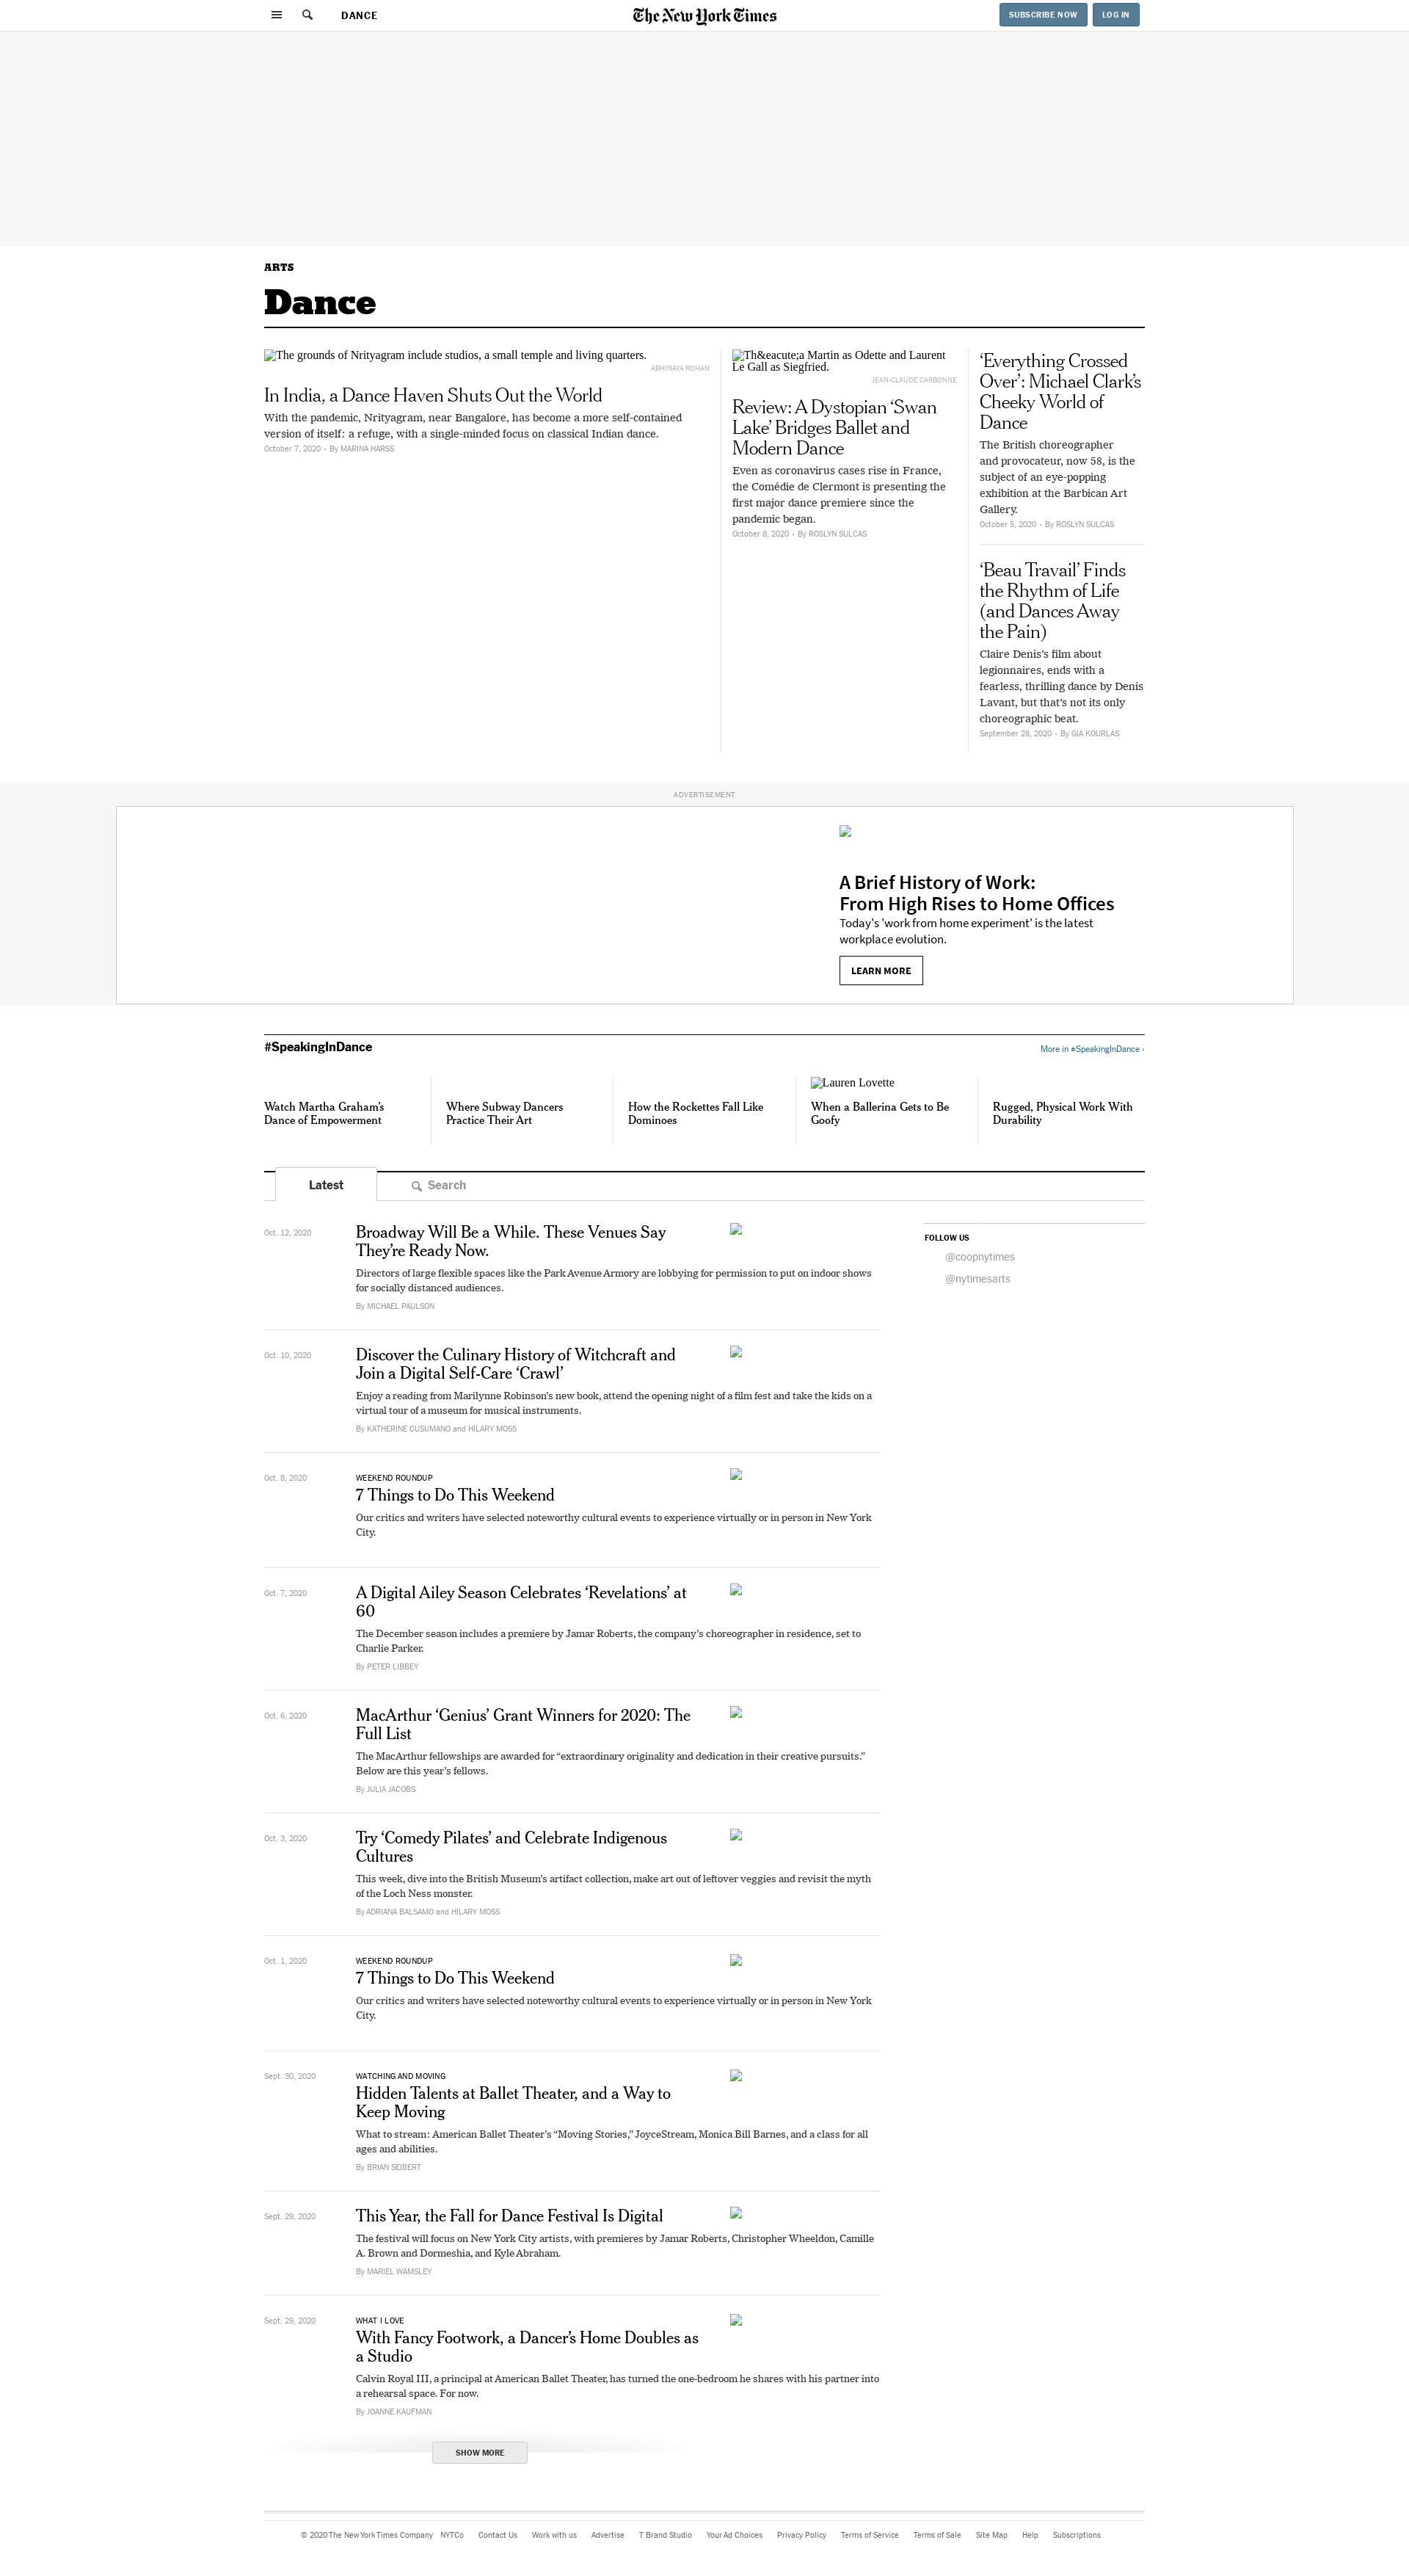 DANCE
The New York Times
SUBSCRIBE NOW
LOG IN
ARTS
Dance
The grounds of Nrityagram include studios, a small temple and living quarters.
ABHINAYA ROHAN
In India, a Dance Haven Shuts Out the World
With the pandemic, Nrityagram, near Bangalore, has become a more self-contained
version of itself: a refuge, with a single-minded focus on classical Indian dance.
October 7, 2020 • By MARINA HARSS
Th&eacute;a Martin as Odette and Laurent
Le Gall as Siegfried.
JEAN-CLAUDE CARBONNE
Review: A Dystopian ‘Swan
Lake’ Bridges Ballet and
Modern Dance
Even as coronavirus cases rise in France,
the Comédie de Clermont is presenting the
first major dance premiere since the
pandemic began.
October 8, 2020 • By ROSLYN SULCAS
‘Everything Crossed
Over’: Michael Clark’s
Cheeky World of
Dance
The British choreographer
and provocateur, now 58, is the
subject of an eye-popping
exhibition at the Barbican Art
Gallery.
October 5, 2020 • By ROSLYN SULCAS
‘Beau Travail’ Finds
the Rhythm of Life
(and Dances Away
the Pain)
Claire Denis’s film about
legionnaires, ends with a
fearless, thrilling dance by Denis
Lavant, but that’s not its only
choreographic beat.
September 28, 2020 • By GIA KOURLAS
ADVERTISEMENT
A Brief History of Work:
From High Rises to Home Offices
Today's 'work from home experiment' is the latest
workplace evolution.
LEARN MORE
#SpeakingInDance
More in #SpeakingInDance ›
Watch Martha Graham’s
Dance of Empowerment
Where Subway Dancers
Practice Their Art
How the Rockettes Fall Like
Dominoes
Lauren Lovette
When a Ballerina Gets to Be
Goofy
Rugged, Physical Work With
Durability
Latest
Search
Oct. 12, 2020
Broadway Will Be a While. These Venues Say
They’re Ready Now.
Directors of large flexible spaces like the Park Avenue Armory are lobbying for permission to put on indoor shows
for socially distanced audiences.
By MICHAEL PAULSON
FOLLOW US
@coopnytimes
@nytimesarts
Oct. 10, 2020
Discover the Culinary History of Witchcraft and
Join a Digital Self-Care ‘Crawl’
Enjoy a reading from Marilynne Robinson’s new book, attend the opening night of a film fest and take the kids on a
virtual tour of a museum for musical instruments.
By KATHERINE CUSUMANO and HILARY MOSS
Oct. 8, 2020
WEEKEND ROUNDUP
7 Things to Do This Weekend
Our critics and writers have selected noteworthy cultural events to experience virtually or in person in New York
City.
Oct. 7, 2020
A Digital Ailey Season Celebrates ‘Revelations’ at
60
The December season includes a premiere by Jamar Roberts, the company’s choreographer in residence, set to
Charlie Parker.
By PETER LIBBEY
Oct. 6, 2020
MacArthur ‘Genius’ Grant Winners for 2020: The
Full List
The MacArthur fellowships are awarded for “extraordinary originality and dedication in their creative pursuits.”
Below are this year’s fellows.
By JULIA JACOBS
Oct. 3, 2020
Try ‘Comedy Pilates’ and Celebrate Indigenous
Cultures
This week, dive into the British Museum’s artifact collection, make art out of leftover veggies and revisit the myth
of the Loch Ness monster.
By ADRIANA BALSAMO and HILARY MOSS
Oct. 1, 2020
WEEKEND ROUNDUP
7 Things to Do This Weekend
Our critics and writers have selected noteworthy cultural events to experience virtually or in person in New York
City.
Sept. 30, 2020
WATCHING AND MOVING
Hidden Talents at Ballet Theater, and a Way to
Keep Moving
What to stream: American Ballet Theater’s “Moving Stories,” JoyceStream, Monica Bill Barnes, and a class for all
ages and abilities.
By BRIAN SEIBERT
Sept. 29, 2020
This Year, the Fall for Dance Festival Is Digital
The festival will focus on New York City artists, with premieres by Jamar Roberts, Christopher Wheeldon, Camille
A. Brown and Dormeshia, and Kyle Abraham.
By MARIEL WAMSLEY
Sept. 29, 2020
WHAT I LOVE
With Fancy Footwork, a Dancer’s Home Doubles as
a Studio
Calvin Royal III, a principal at American Ballet Theater, has turned the one-bedroom he shares with his partner into
a rehearsal space. For now.
By JOANNE KAUFMAN
SHOW MORE
© 2020 The New York Times Company NYTCo Contact Us Work with us Advertise T Brand Studio Your Ad Choices Privacy Policy Terms of Service Terms of Sale Site Map Help Subscriptions